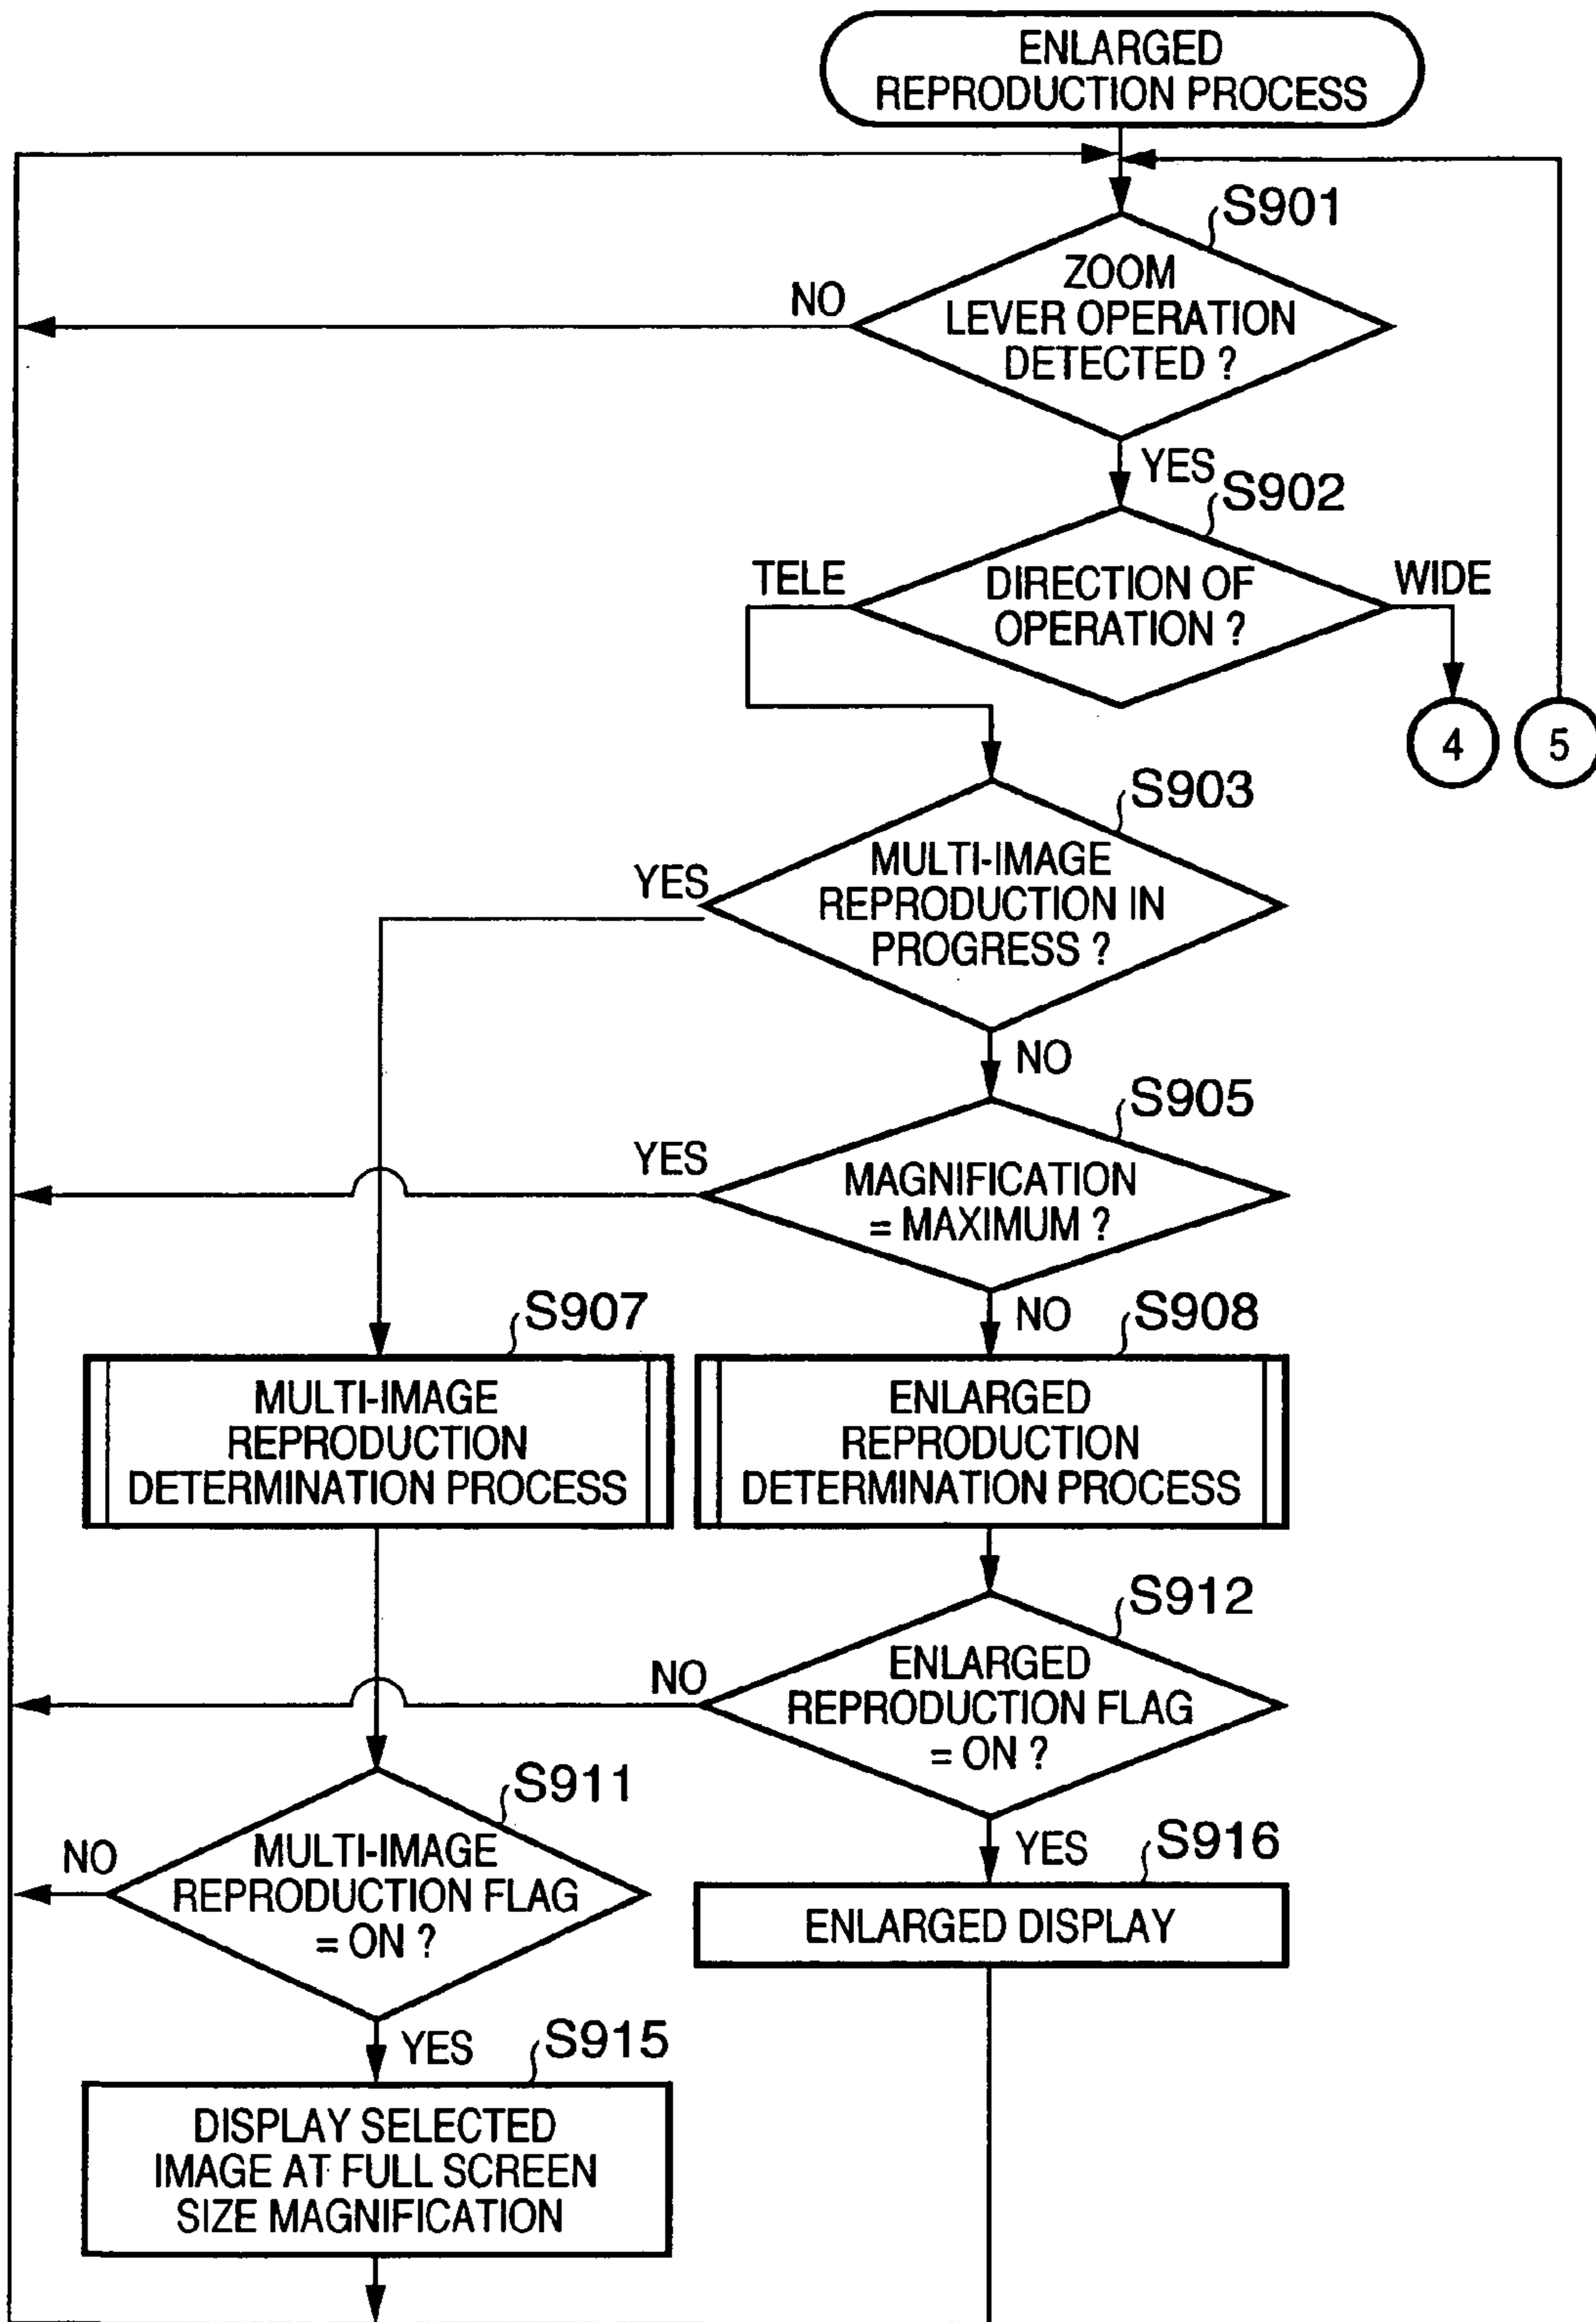 ENLARGED
REPRODUCTION PROCESS
S901
ZOOM
LEVER OPERATION
DETECTED ?
NO
YES
S902
TELE
DIRECTION OF
OPERATION ?
WIDE
4
5
S903
MULTI-IMAGE
REPRODUCTION IN
PROGRESS ?
YES
NO
S905
MAGNIFICATION
= MAXIMUM ?
YES
NO
S907
MULTI-IMAGE
REPRODUCTION
DETERMINATION PROCESS
S908
ENLARGED
REPRODUCTION
DETERMINATION PROCESS
S912
ENLARGED
REPRODUCTION FLAG
= ON ?
NO
YES
S911
MULTI-IMAGE
REPRODUCTION FLAG
= ON ?
NO
YES
S916
ENLARGED DISPLAY
S915
DISPLAY SELECTED
IMAGE AT FULL SCREEN
SIZE MAGNIFICATION